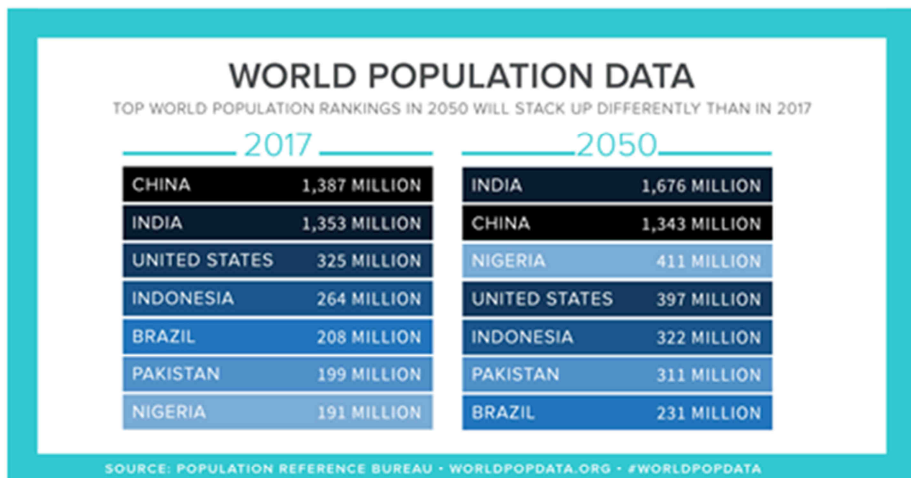 WORLD POPULATION DATA
TOP WORLD POPULATION RANKINGS IN 2050 WILL STACK UP DIFFERENTLY THAN IN 2017
2017
CHINA 1,387 MILLION
INDIA 1,353 MILLION
UNITED STATES 325 MILLION
INDONESIA 264 MILLION
BRAZIL 208 MILLION
PAKISTAN 199 MILLION
NIGERIA 191 MILLION
2050
INDIA 1,676 MILLION
CHINA 1,343 MILLION
NIGERIA 411 MILLION
UNITED STATES 397 MILLION
INDONESIA 322 MILLION
PAKISTAN 311 MILLION
BRAZIL 231 MILLION
SOURCE: POPULATION REFERENCE BUREAU • WORLDPOPDATA.ORG • #WORLDPOPDATA